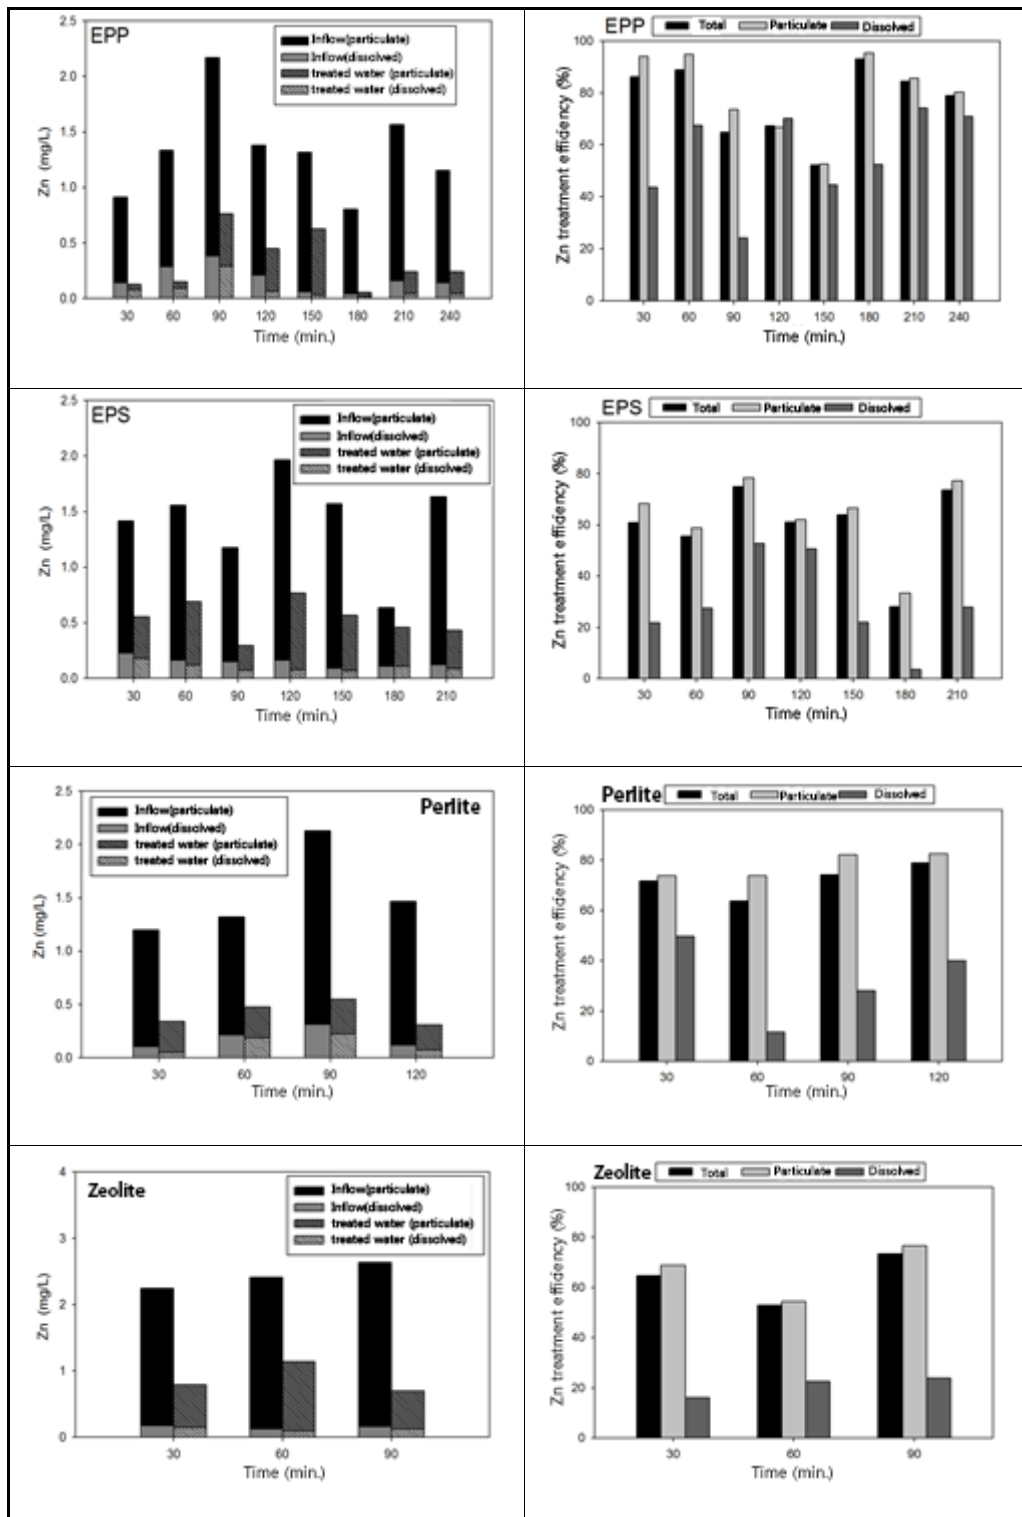 EPP
Inflow(particulate)
Inflow(dissolved)
treated water (particulate)
treated water (dissolved)
Zn (mg/L)
2.5
2.0
1.5
1.0
0.5
0.0
30 60 90 120 150 180 210 240
Time (min.)
EPP
Total Particulate Dissolved
Zn treatment efficiency (%)
100
80
60
40
20
0
30 60 90 120 150 180 210 240
Time (min.)
EPS
Inflow(particulate)
Inflow(dissolved)
treated water (particulate)
treated water (dissolved)
Zn (mg/L)
2.5
2.0
1.5
1.0
0.5
0.0
30 60 90 120 150 180 210
Time (min.)
EPS
Total Particulate Dissolved
Zn treatment efficiency (%)
100
80
60
40
20
0
30 60 90 120 150 180 210
Time (min.)
Perlite
Inflow(particulate)
Inflow(dissolved)
treated water (particulate)
treated water (dissolved)
Zn (mg/L)
2.5
2.0
1.5
1.0
0.5
0.0
30 60 90 120
Time (min.)
Perlite
Total Particulate Dissolved
Zn treatment efficiency (%)
100
80
60
40
20
0
30 60 90 120
Time (min.)
Zeolite
Inflow(particulate)
Inflow(dissolved)
treated water (particulate)
treated water (dissolved)
Zn (mg/L)
4
3
2
1
0
30 60 90
Time (min.)
Zeolite
Total Particulate Dissolved
Zn treatment efficiency (%)
100
80
60
40
20
0
30 60 90
Time (min.)